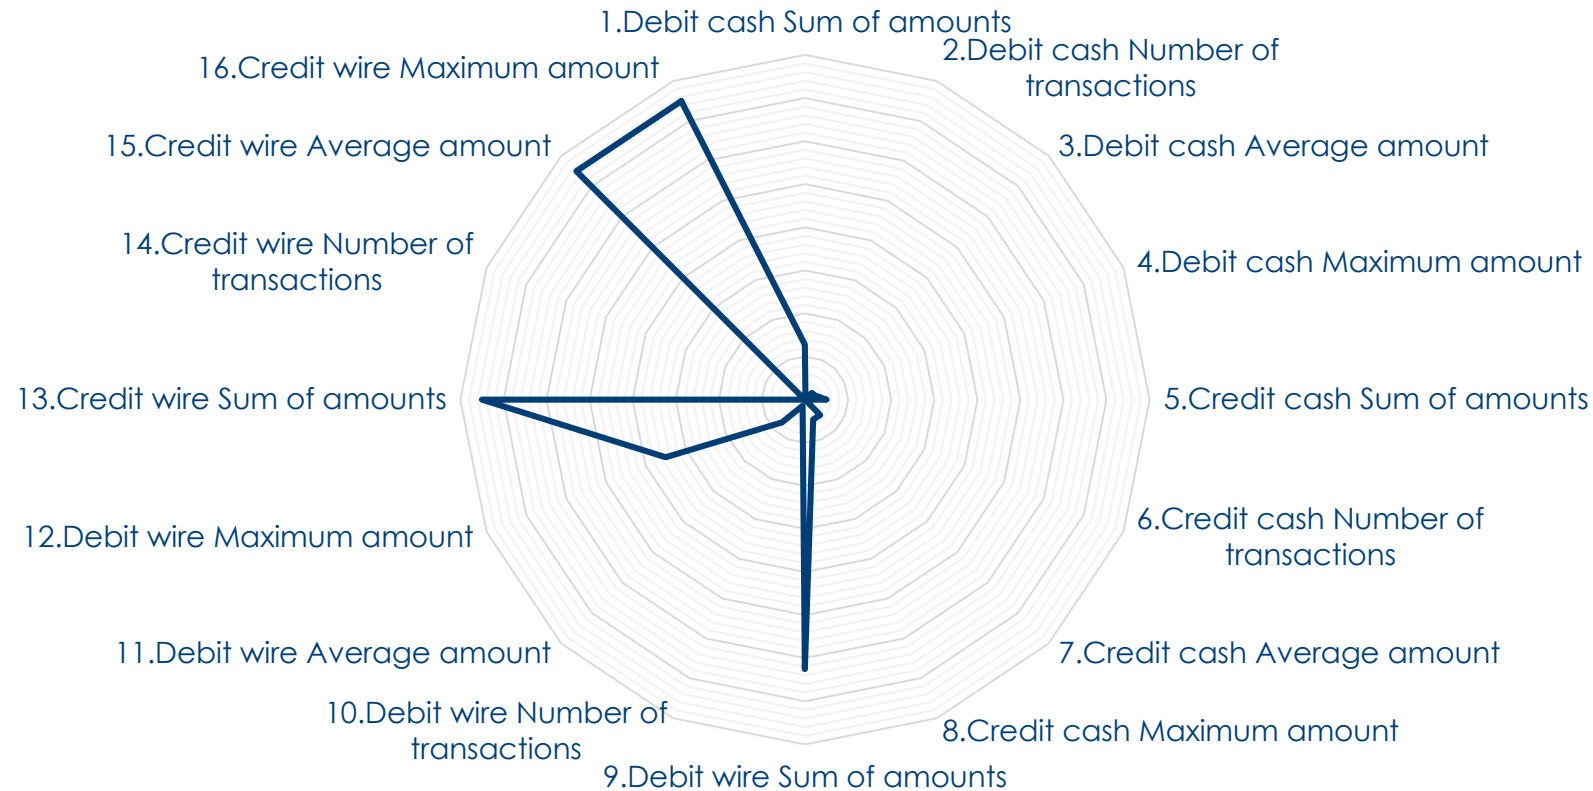 1.Debit cash Sum of amounts
2.Debit cash Number of
transactions
3.Debit cash Average amount
4.Debit cash Maximum amount
5.Credit cash Sum of amounts
6.Credit cash Number of
transactions
7.Credit cash Average amount
8.Credit cash Maximum amount
9.Debit wire Sum of amounts
10.Debit wire Number of
transactions
11.Debit wire Average amount
12.Debit wire Maximum amount
13.Credit wire Sum of amounts
14.Credit wire Number of
transactions
15.Credit wire Average amount
16.Credit wire Maximum amount